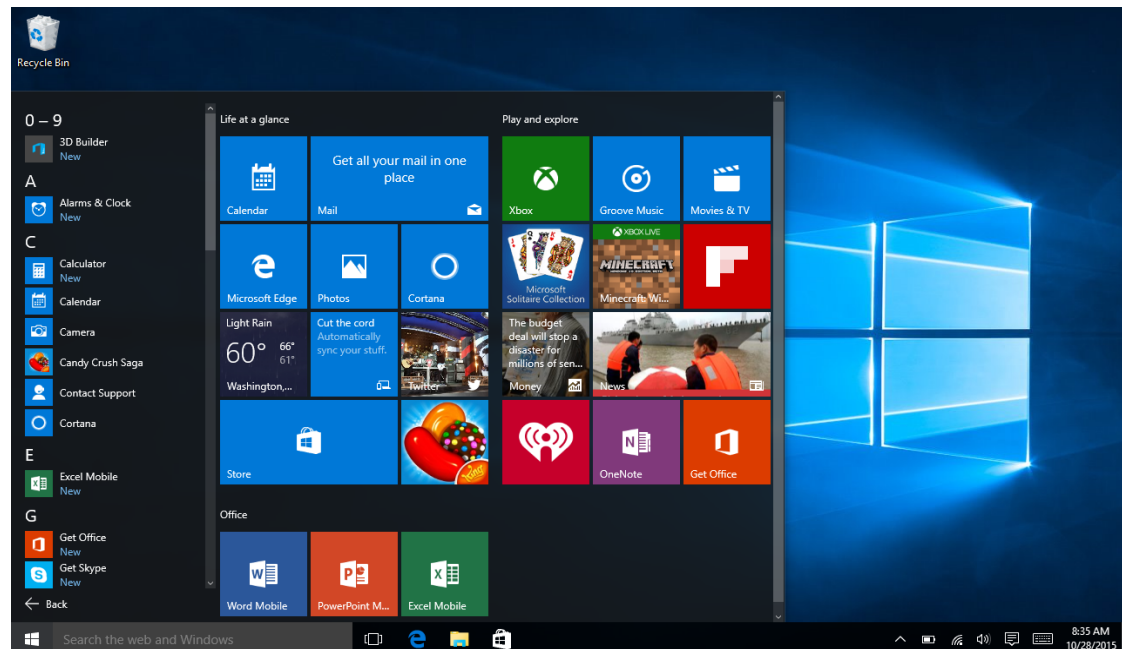 Recycle Bin
0 – 9
3D Builder
New
A
Alarms & Clock
New
C
Calculator
New
Calendar
Camera
Candy Crush Saga
Contact Support
Cortana
E
Excel Mobile
New
G
Get Office
New
Get Skype
New
Back
Life at a glance
Calendar
Get all your mail in one
place
Mail
Microsoft Edge
Photos
Cortana
Light Rain
60°
66°
61°
Washington,...
Cut the cord
Automatically
sync your stuff.
Twitter
Store
King
Office
Word Mobile
PowerPoint M...
Excel Mobile
Play and explore
Xbox
Groove Music
Movies & TV
Microsoft
Solitaire Collection
XBOX LIVE
MINECRAFT
Minecraft: Wi...
The budget
deal will stop a
disaster for
millions of sen...
Money
News
OneNote
Get Office
Search the web and Windows
8:35 AM
10/28/2015